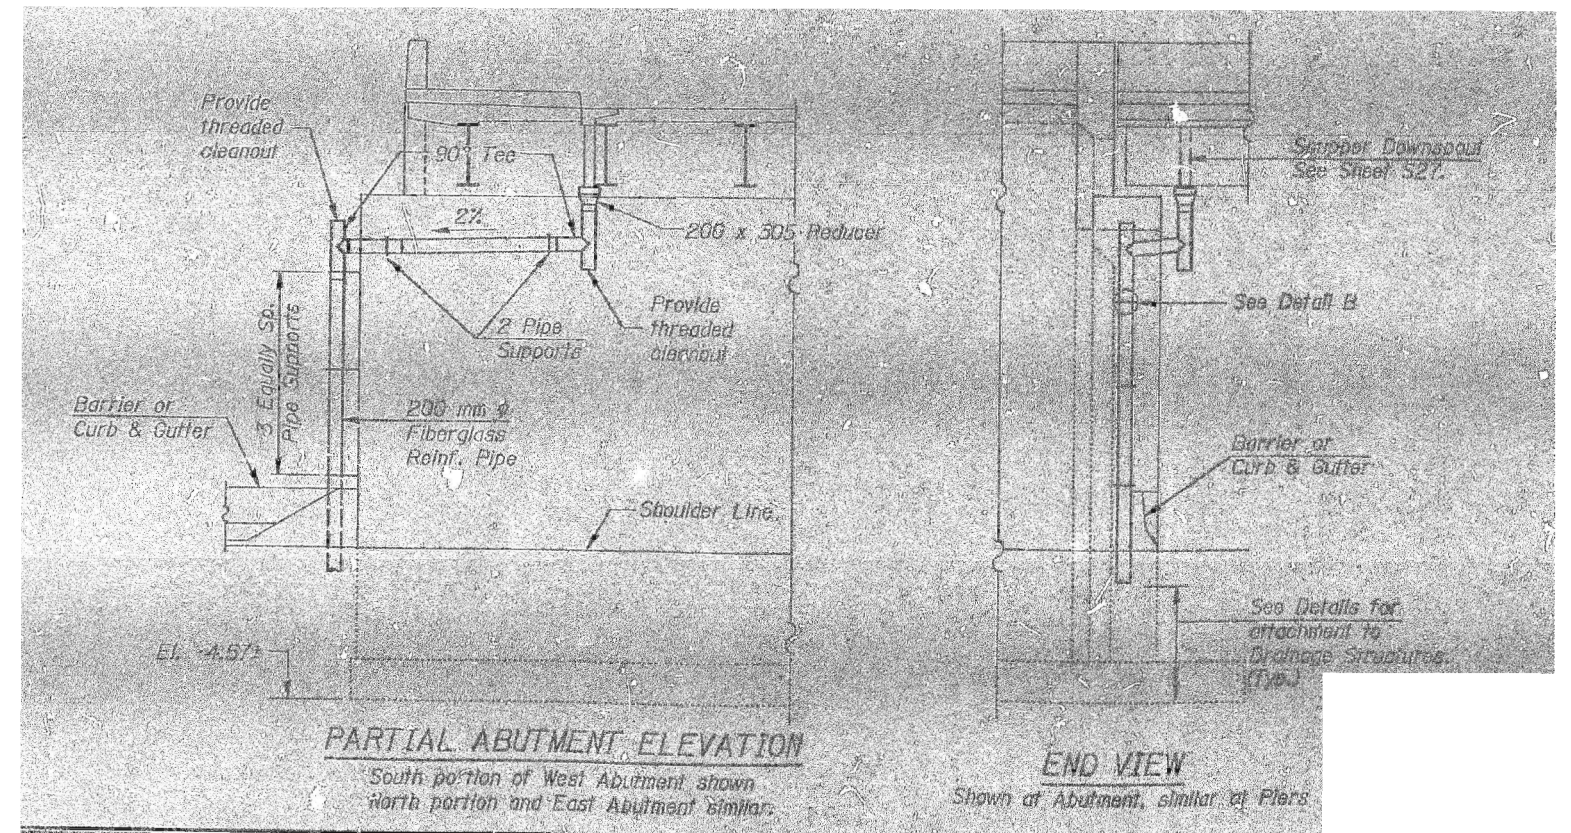 Provide
threaded
cleanout
90° Tee
2%
200 x 305 Reducer
Provide
threaded
cleanout
2 Pipe
Supports
3 Equally Sp.
Pipe Supports
Barrier or
Curb & Gutter
200 mm φ
Fiberglass
Reinf. Pipe
Shoulder Line
El. -4.57±
PARTIAL ABUTMENT ELEVATION
South portion of West Abutment shown
North portion and East Abutment similar.
Scupper Downspout
See Sheet S27.
See Detail B
Barrier or
Curb & Gutter
See Details for
attachment to
Drainage Structures.
(Typ.)
END VIEW
Shown at Abutment, similar at Piers